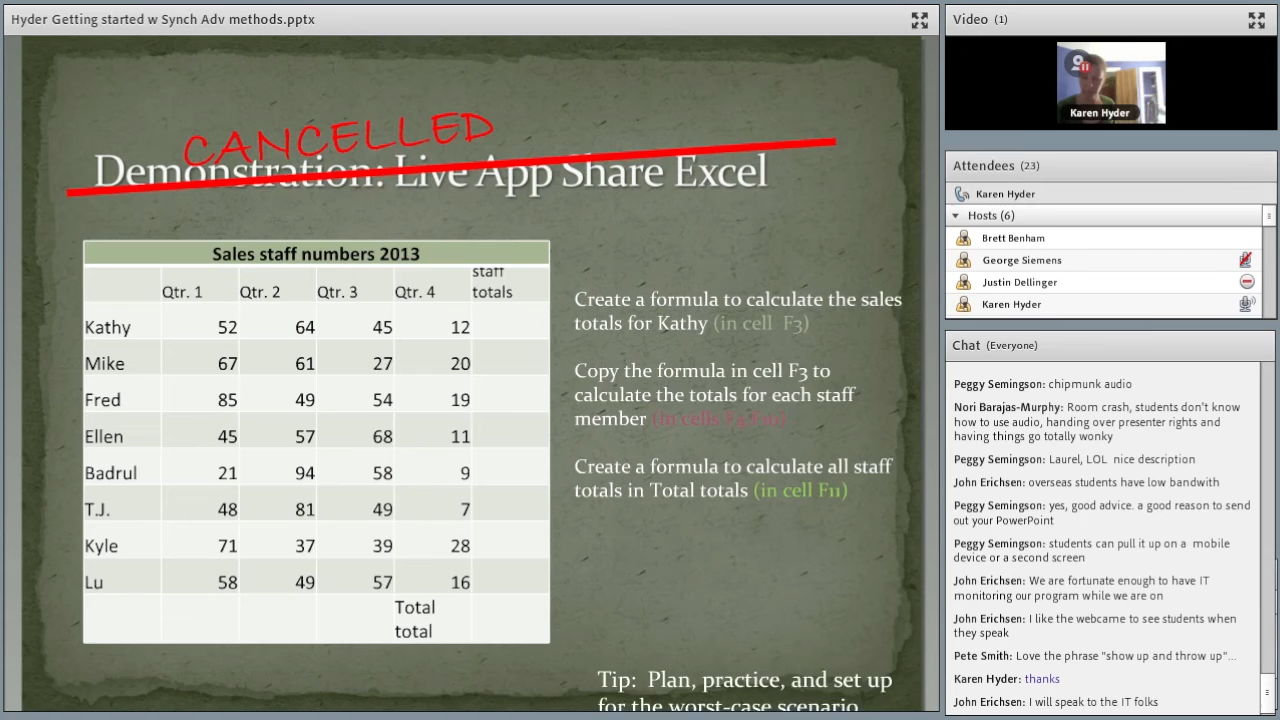 Hyder Getting started w Synch Adv methods.pptx
CANCELLED
Demonstration: Live App Share Excel
Sales staff numbers 2013
Qtr. 1 Qtr. 2 Qtr. 3 Qtr. 4 staff totals
Kathy 52 64 45 12
Mike 67 61 27 20
Fred 85 49 54 19
Ellen 45 57 68 11
Badrul 21 94 58 9
T.J. 48 81 49 7
Kyle 71 37 39 28
Lu 58 49 57 16
Total
total
Create a formula to calculate the sales
totals for Kathy (in cell F3)
Copy the formula in cell F3 to
calculate the totals for each staff
member (in cells F4
Create a formula to calculate all staff
totals in Total totals (in cell F11)
Tip: Plan, practice, and set up
for the worst-case scenario
Video (1)
Karen Hyder
Attendees (23)
Karen Hyder
Hosts (6)
Brett Benham
George Siemens
Justin Dellinger
Karen Hyder
Chat (Everyone)
Peggy Semingson: chipmunk audio
Nori Barajas-Murphy: Room crash, students don't know
how to use audio, handing over presenter rights and
having things go totally wonky
Peggy Semingson: Laurel, LOL nice description
John Erichsen: overseas students have low bandwith
Peggy Semingson: yes, good advice. a good reason to send
out your PowerPoint
Peggy Semingson: students can pull it up on a mobile
device or a second screen
John Erichsen: We are fortunate enough to have IT
monitoring our program while we are on
John Erichsen: I like the webcame to see students when
they speak
Pete Smith: Love the phrase "show up and throw up"...
Karen Hyder: thanks
John Erichsen: I will speak to the IT folks